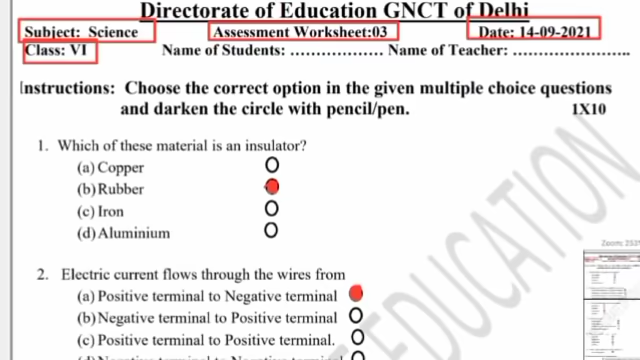 Directorate of Education GNCT of Delhi
Subject: Science Assessment Worksheet:03 Date: 14-09-2021
Class: VI Name of Students: .................. Name of Teacher: ......................
Instructions: Choose the correct option in the given multiple choice questions
and darken the circle with pencil/pen. 1X10
1. Which of these material is an insulator?
(a) Copper
(b) Rubber
(c) Iron
(d) Aluminium
2. Electric current flows through the wires from
(a) Positive terminal to Negative terminal
(b) Negative terminal to Positive terminal
(c) Positive terminal to Positive terminal.
EDUCATION